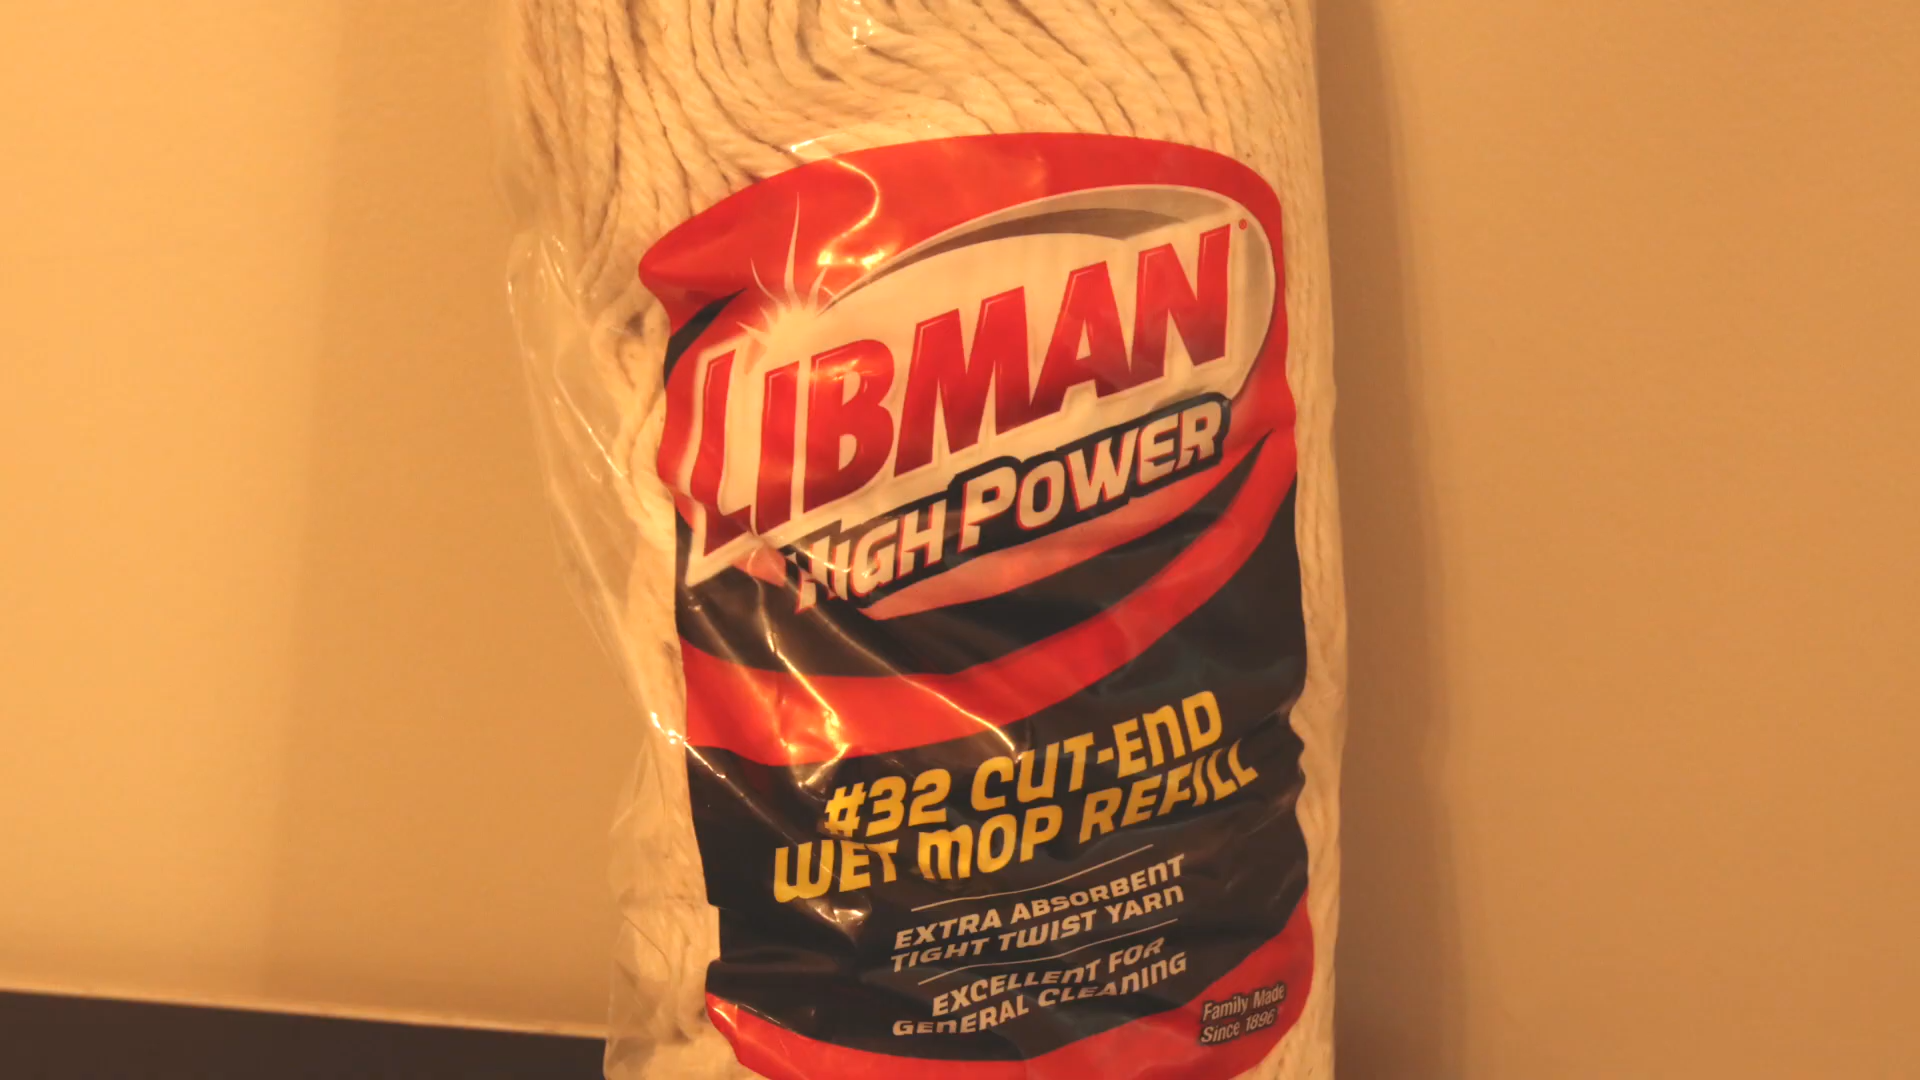 LIBMAN®
HIGH POWER
#32 CUT-END
WET MOP REFILL
EXTRA ABSORBENT
TIGHT TWIST YARN
EXCELLENT FOR
GENERAL CLEANING
Family Made
Since 1896